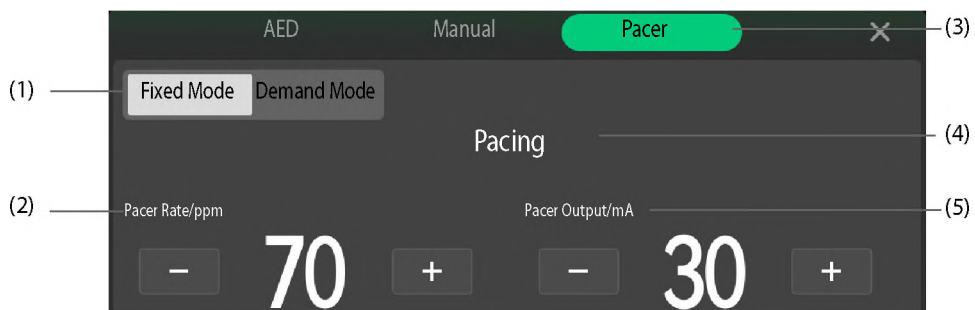 AED Manual Pacer × (3)
(1) Fixed Mode Demand Mode
Pacing (4)
(2) Pacer Rate/ppm Pacer Output/mA (5)
− 70 + − 30 +